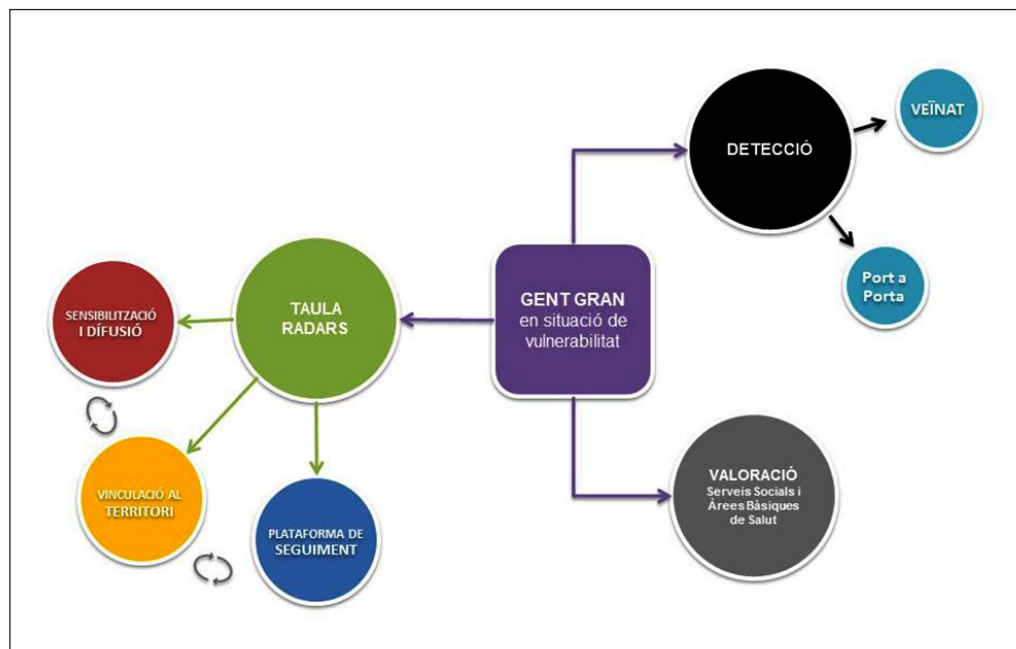 DETECCIÓ
VEÏNAT
Port a
Porta
GENT GRAN
en situació de
vulnerabilitat
TAULA
RADARS
SENSIBILITZACIÓ
I DÍFUSIÓ
VINCULACIÓ AL
TERRITORI
PLATAFORMA DE
SEGUIMENT
VALORACIÓ
Serveis Socials i
Àrees Bàsiques
de Salut